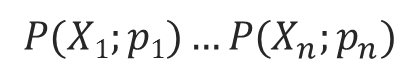 P(X₁; p₁) … P(Xₙ; pₙ)